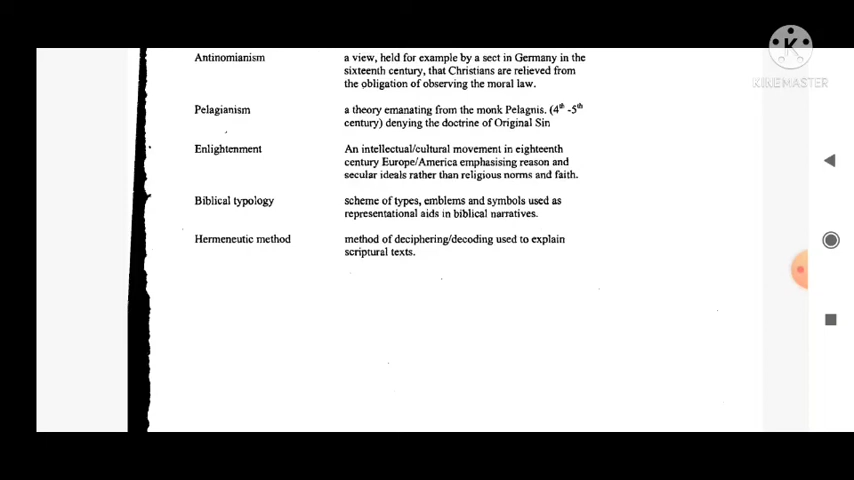 Antinomianism a view, held for example by a sect in Germany in the
sixteenth century, that Christians are relieved from
the obligation of observing the moral law.
Pelagianism a theory emanating from the monk Pelagnis. (4th -5th
century) denying the doctrine of Original Sin
Enlightenment An intellectual/cultural movement in eighteenth
century Europe/America emphasising reason and
secular ideals rather than religious norms and faith.
Biblical typology scheme of types, emblems and symbols used as
representational aids in biblical narratives.
Hermeneutic method method of deciphering/decoding used to explain
scriptural texts.
K
KINEMASTER